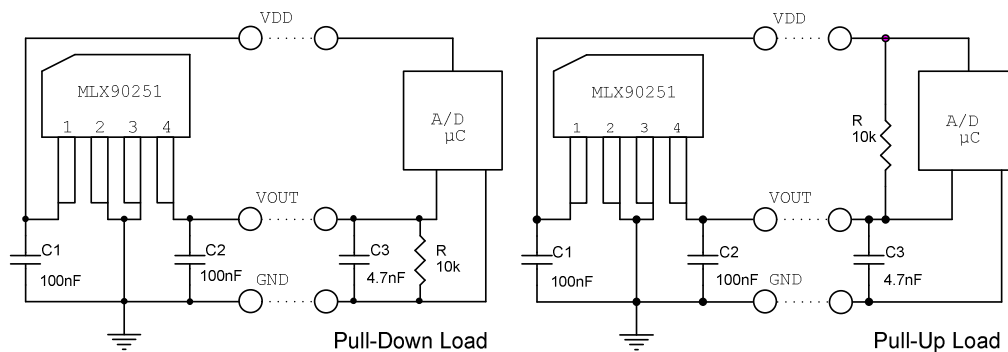 VDD
MLX90251
1 2 3 4
A/D
µC
VOUT
C1
100nF
C2
100nF
C3
4.7nF
R
10k
GND
Pull-Down Load
VDD
MLX90251
1 2 3 4
R
10k
A/D
µC
VOUT
C1
100nF
C2
100nF
C3
4.7nF
GND
Pull-Up Load